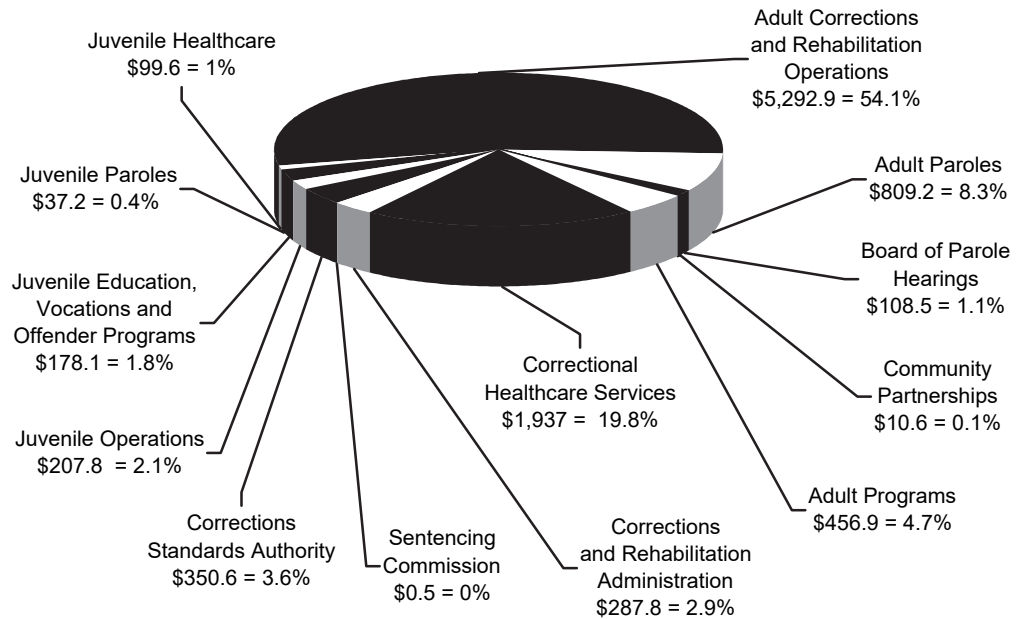 Adult Corrections
and Rehabilitation
Operations
$5,292.9 = 54.1%
Juvenile Healthcare
$99.6 = 1%
Adult Paroles
$809.2 = 8.3%
Juvenile Paroles
$37.2 = 0.4%
Board of Parole
Hearings
$108.5 = 1.1%
Juvenile Education,
Vocations and
Offender Programs
$178.1 = 1.8%
Correctional
Healthcare Services
$1,937 =  19.8%
Community
Partnerships
$10.6 = 0.1%
Juvenile Operations
$207.8  = 2.1%
Adult Programs
$456.9 = 4.7%
Corrections
Standards Authority
$350.6 = 3.6%
Sentencing
Commission
$0.5 = 0%
Corrections
and Rehabilitation
Administration
$287.8 = 2.9%